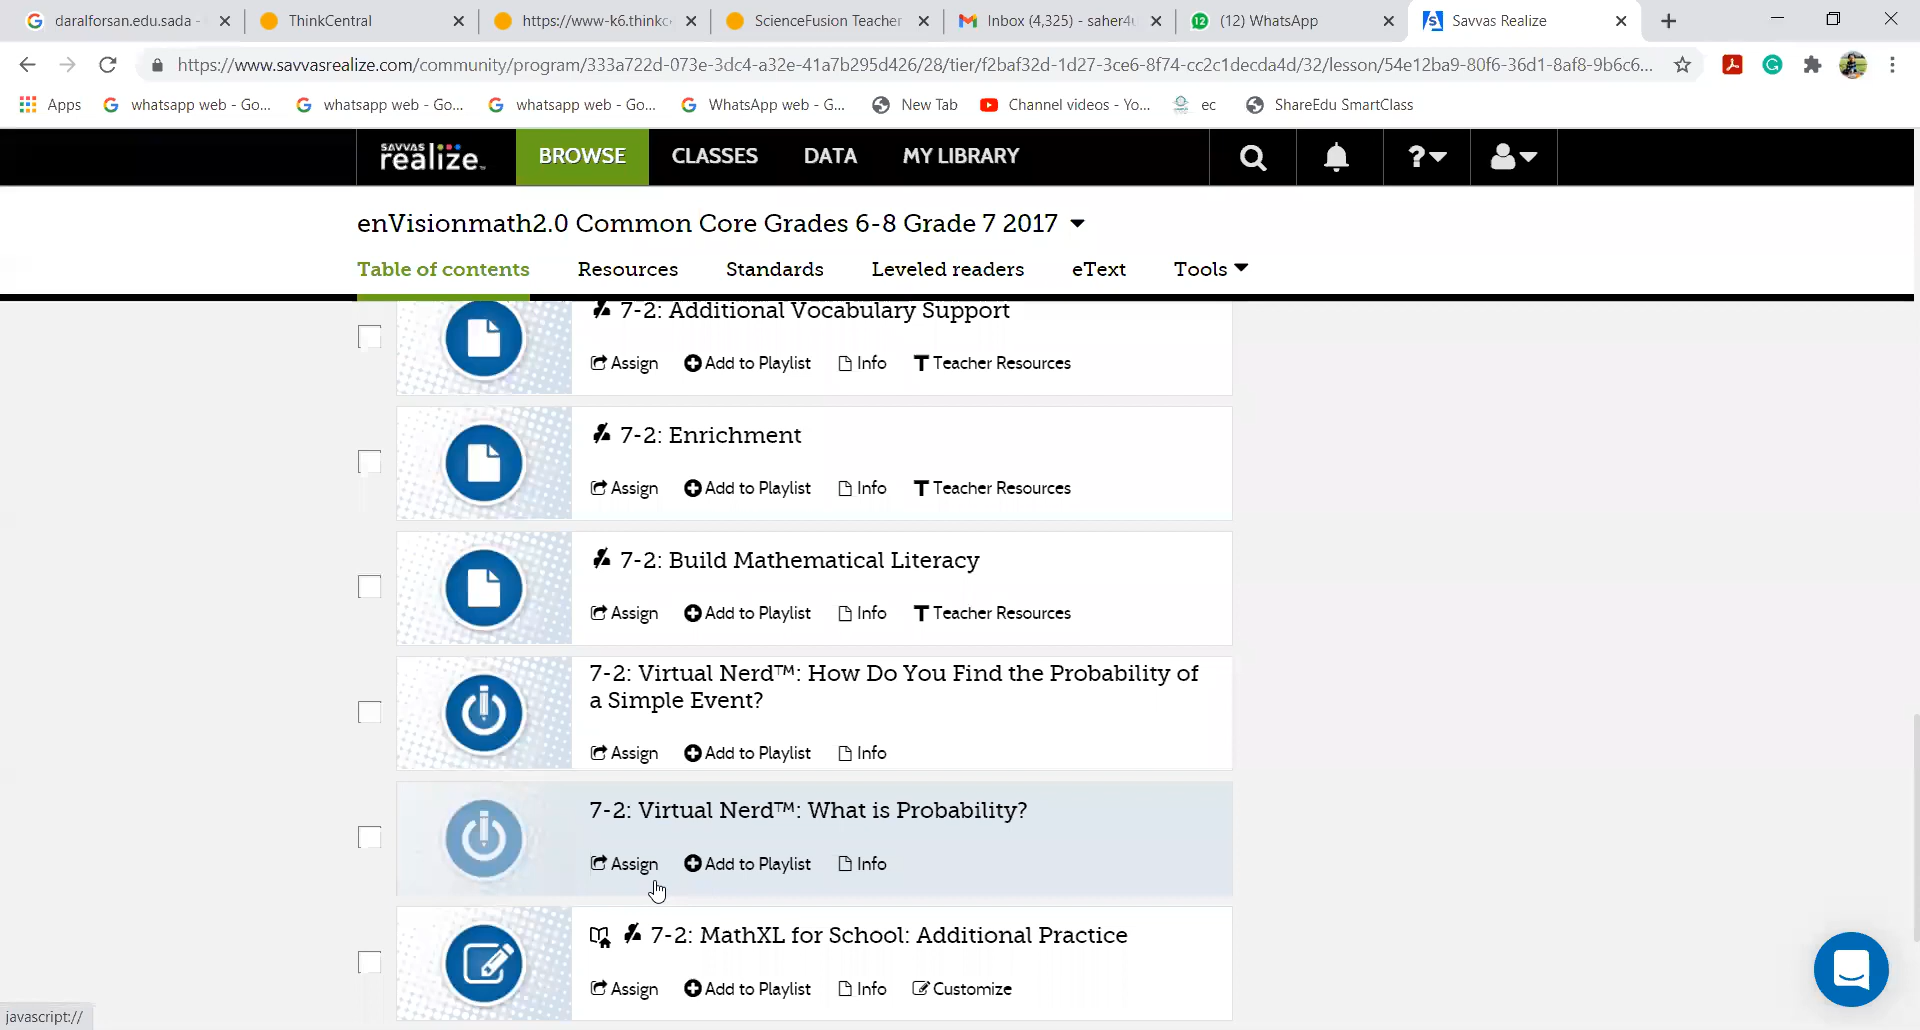 daralforsan.edu.sada -
ThinkCentral
https://www-k6.thinkc
ScienceFusion Teacher
Inbox (4,325) - saher4
(12) WhatsApp
Savvas Realize
https://www.savvasrealize.com/community/program/333a722d-073e-3dc4-a32e-41a7b295d426/28/tier/f2baf32d-1d27-3ce6-8f74-cc2c1decda4d/32/lesson/54e12ba9-80f6-36d1-8af8-9b6c6...
Apps
whatsapp web - Go...
whatsapp web - Go...
whatsapp web - Go...
WhatsApp web - G...
New Tab
Channel videos - Yo...
ec
ShareEdu SmartClass
savvas realize™ BROWSE CLASSES DATA MY LIBRARY ?
enVisionmath2.0 Common Core Grades 6-8 Grade 7 2017
Table of contents Resources Standards Leveled readers eText Tools
7-2: Additional Vocabulary Support
Assign Add to Playlist Info Teacher Resources
7-2: Enrichment
Assign Add to Playlist Info Teacher Resources
7-2: Build Mathematical Literacy
Assign Add to Playlist Info Teacher Resources
7-2: Virtual Nerd™: How Do You Find the Probability of
a Simple Event?
Assign Add to Playlist Info
7-2: Virtual Nerd™: What is Probability?
Assign Add to Playlist Info
7-2: MathXL for School: Additional Practice
Assign Add to Playlist Info Customize
javascript://